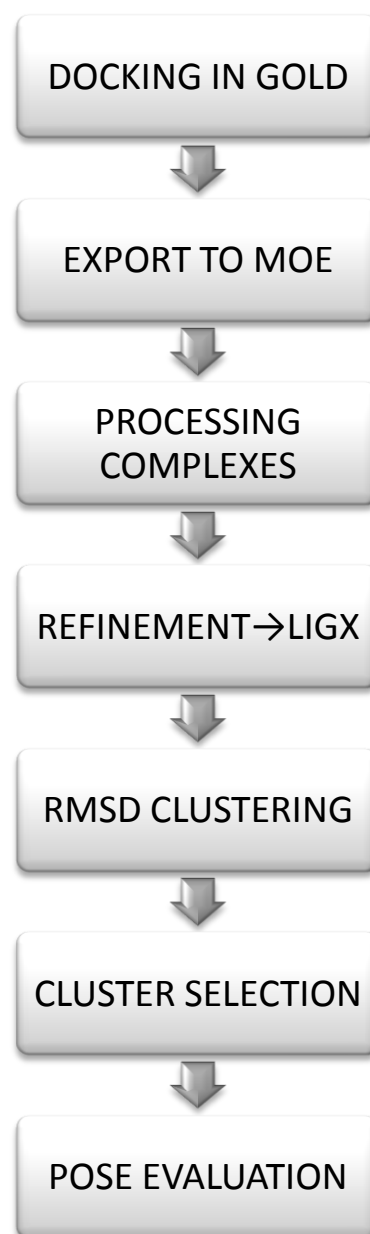 DOCKING IN GOLD
EXPORT TO MOE
PROCESSING
COMPLEXES
REFINEMENT→LIGX
RMSD CLUSTERING
CLUSTER SELECTION
POSE EVALUATION